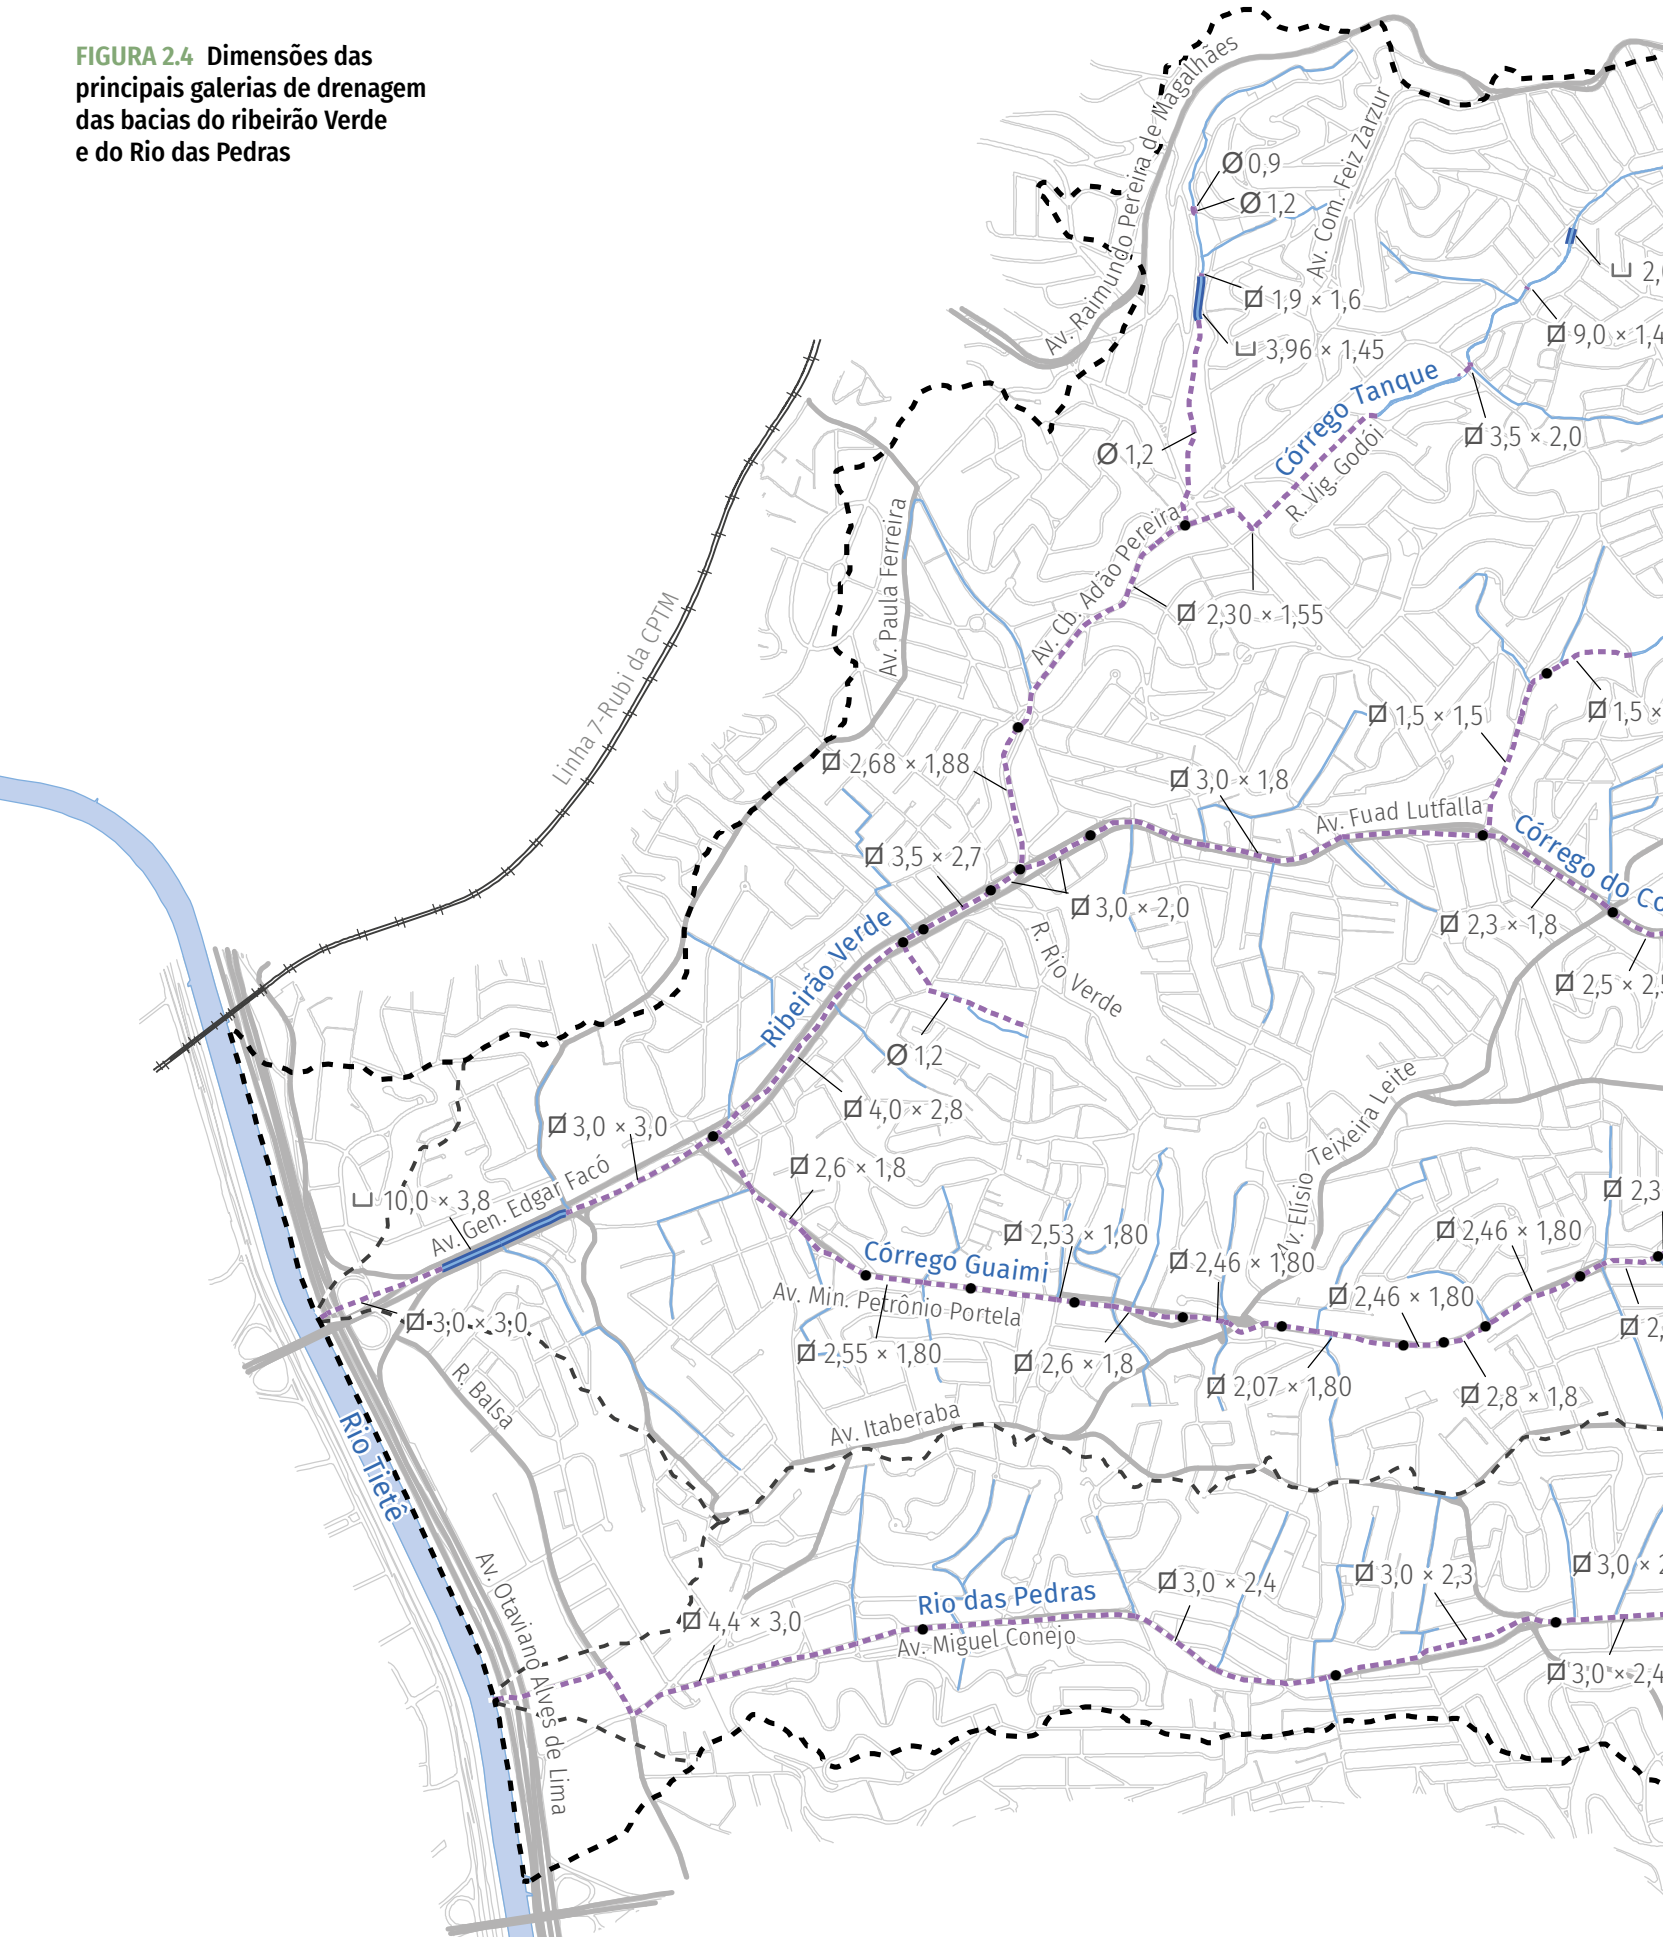 FIGURA 2.4 Dimensões das
principais galerias de drenagem
das bacias do ribeirão Verde
e do Rio das Pedras
Av. Raimundo Pereira de Magalhães
Av. Com. Feiz Zarzur
Ø 0,9
Ø 1,2
1,9 × 1,6
3,96 × 1,45
2,
9,0 × 1,4
Córrego Tanque
R. Vig. Godói
3,5 × 2,0
Ø 1,2
Av. Cb. Adão Pereira
Av. Paula Ferreira
2,30 × 1,55
Linha 7-Rubi da CPTM
1,5 × 1,5
1,5 ×
2,68 × 1,88
3,0 × 1,8
Av. Fuad Lutfalla
Córrego do Co
3,5 × 2,7
3,0 × 2,0
2,3 × 1,8
2,5 × 2,5
Ribeirão Verde
R. Rio Verde
Ø 1,2
4,0 × 2,8
Av. Elísio Teixeira Leite
3,0 × 3,0
2,6 × 1,8
2,3
10,0 × 3,8
Av. Gen. Edgar Facó
2,53 × 1,80
2,46 × 1,80
2,46 × 1,80
Córrego Guaimi
Av. Min. Petrônio Portela
2,46 × 1,80
3,0 × 3,0
2,
2,55 × 1,80
2,6 × 1,8
2,07 × 1,80
2,8 × 1,8
R. Balsa
Av. Itaberaba
Rio Tietê
Av. Otaviano Alves de Lima
Rio das Pedras
Av. Miguel Conejo
4,4 × 3,0
3,0 × 2,4
3,0 × 2,3
3,0 × 2
3,0 × 2,4